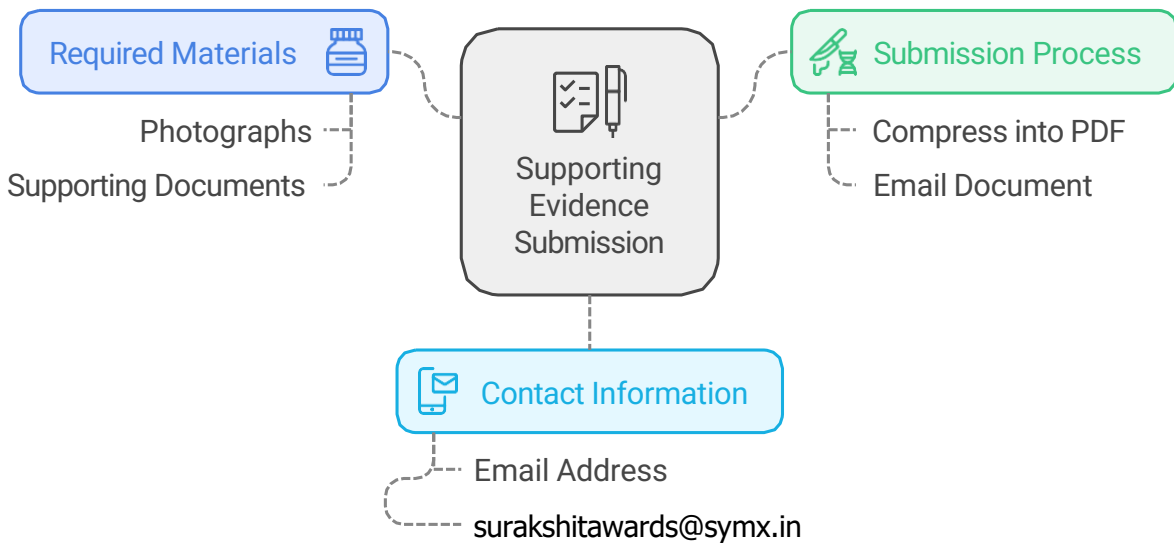 Required Materials
Photographs
Supporting Documents
Supporting
Evidence
Submission
Submission Process
Compress into PDF
Email Document
Contact Information
Email Address
surakshitawards@symx.in